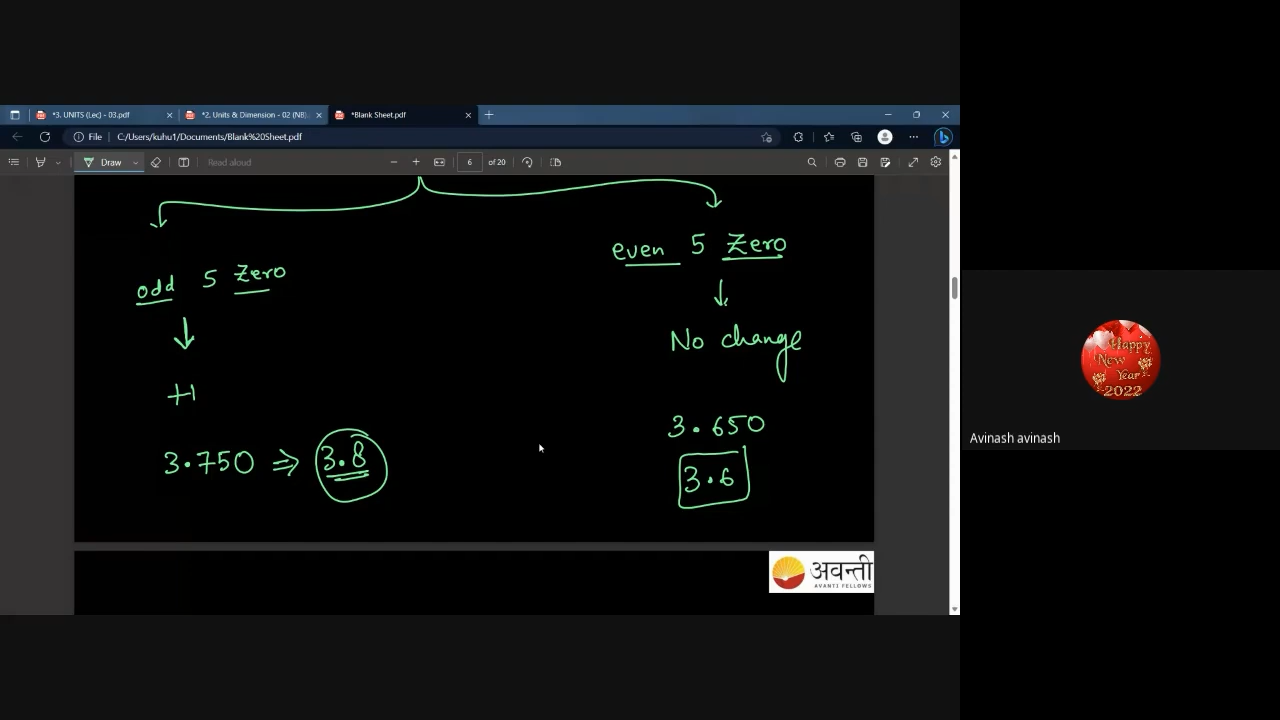 *3. UNITS (Lec) - 03.pdf
*2. Units & Dimension - 02 (NB).
*Blank Sheet.pdf
File C:/Users/kuhu1/Documents/Blank%20Sheet.pdf
Draw Read aloud 6 of 20
even 5 Zero
odd 5 Zero
No change
+1
3.650
3.750 ⇒ 3.8
3.6
Happy
New
Year
2022
Avinash avinash
अवन्ती
AVANTI FELLOWS